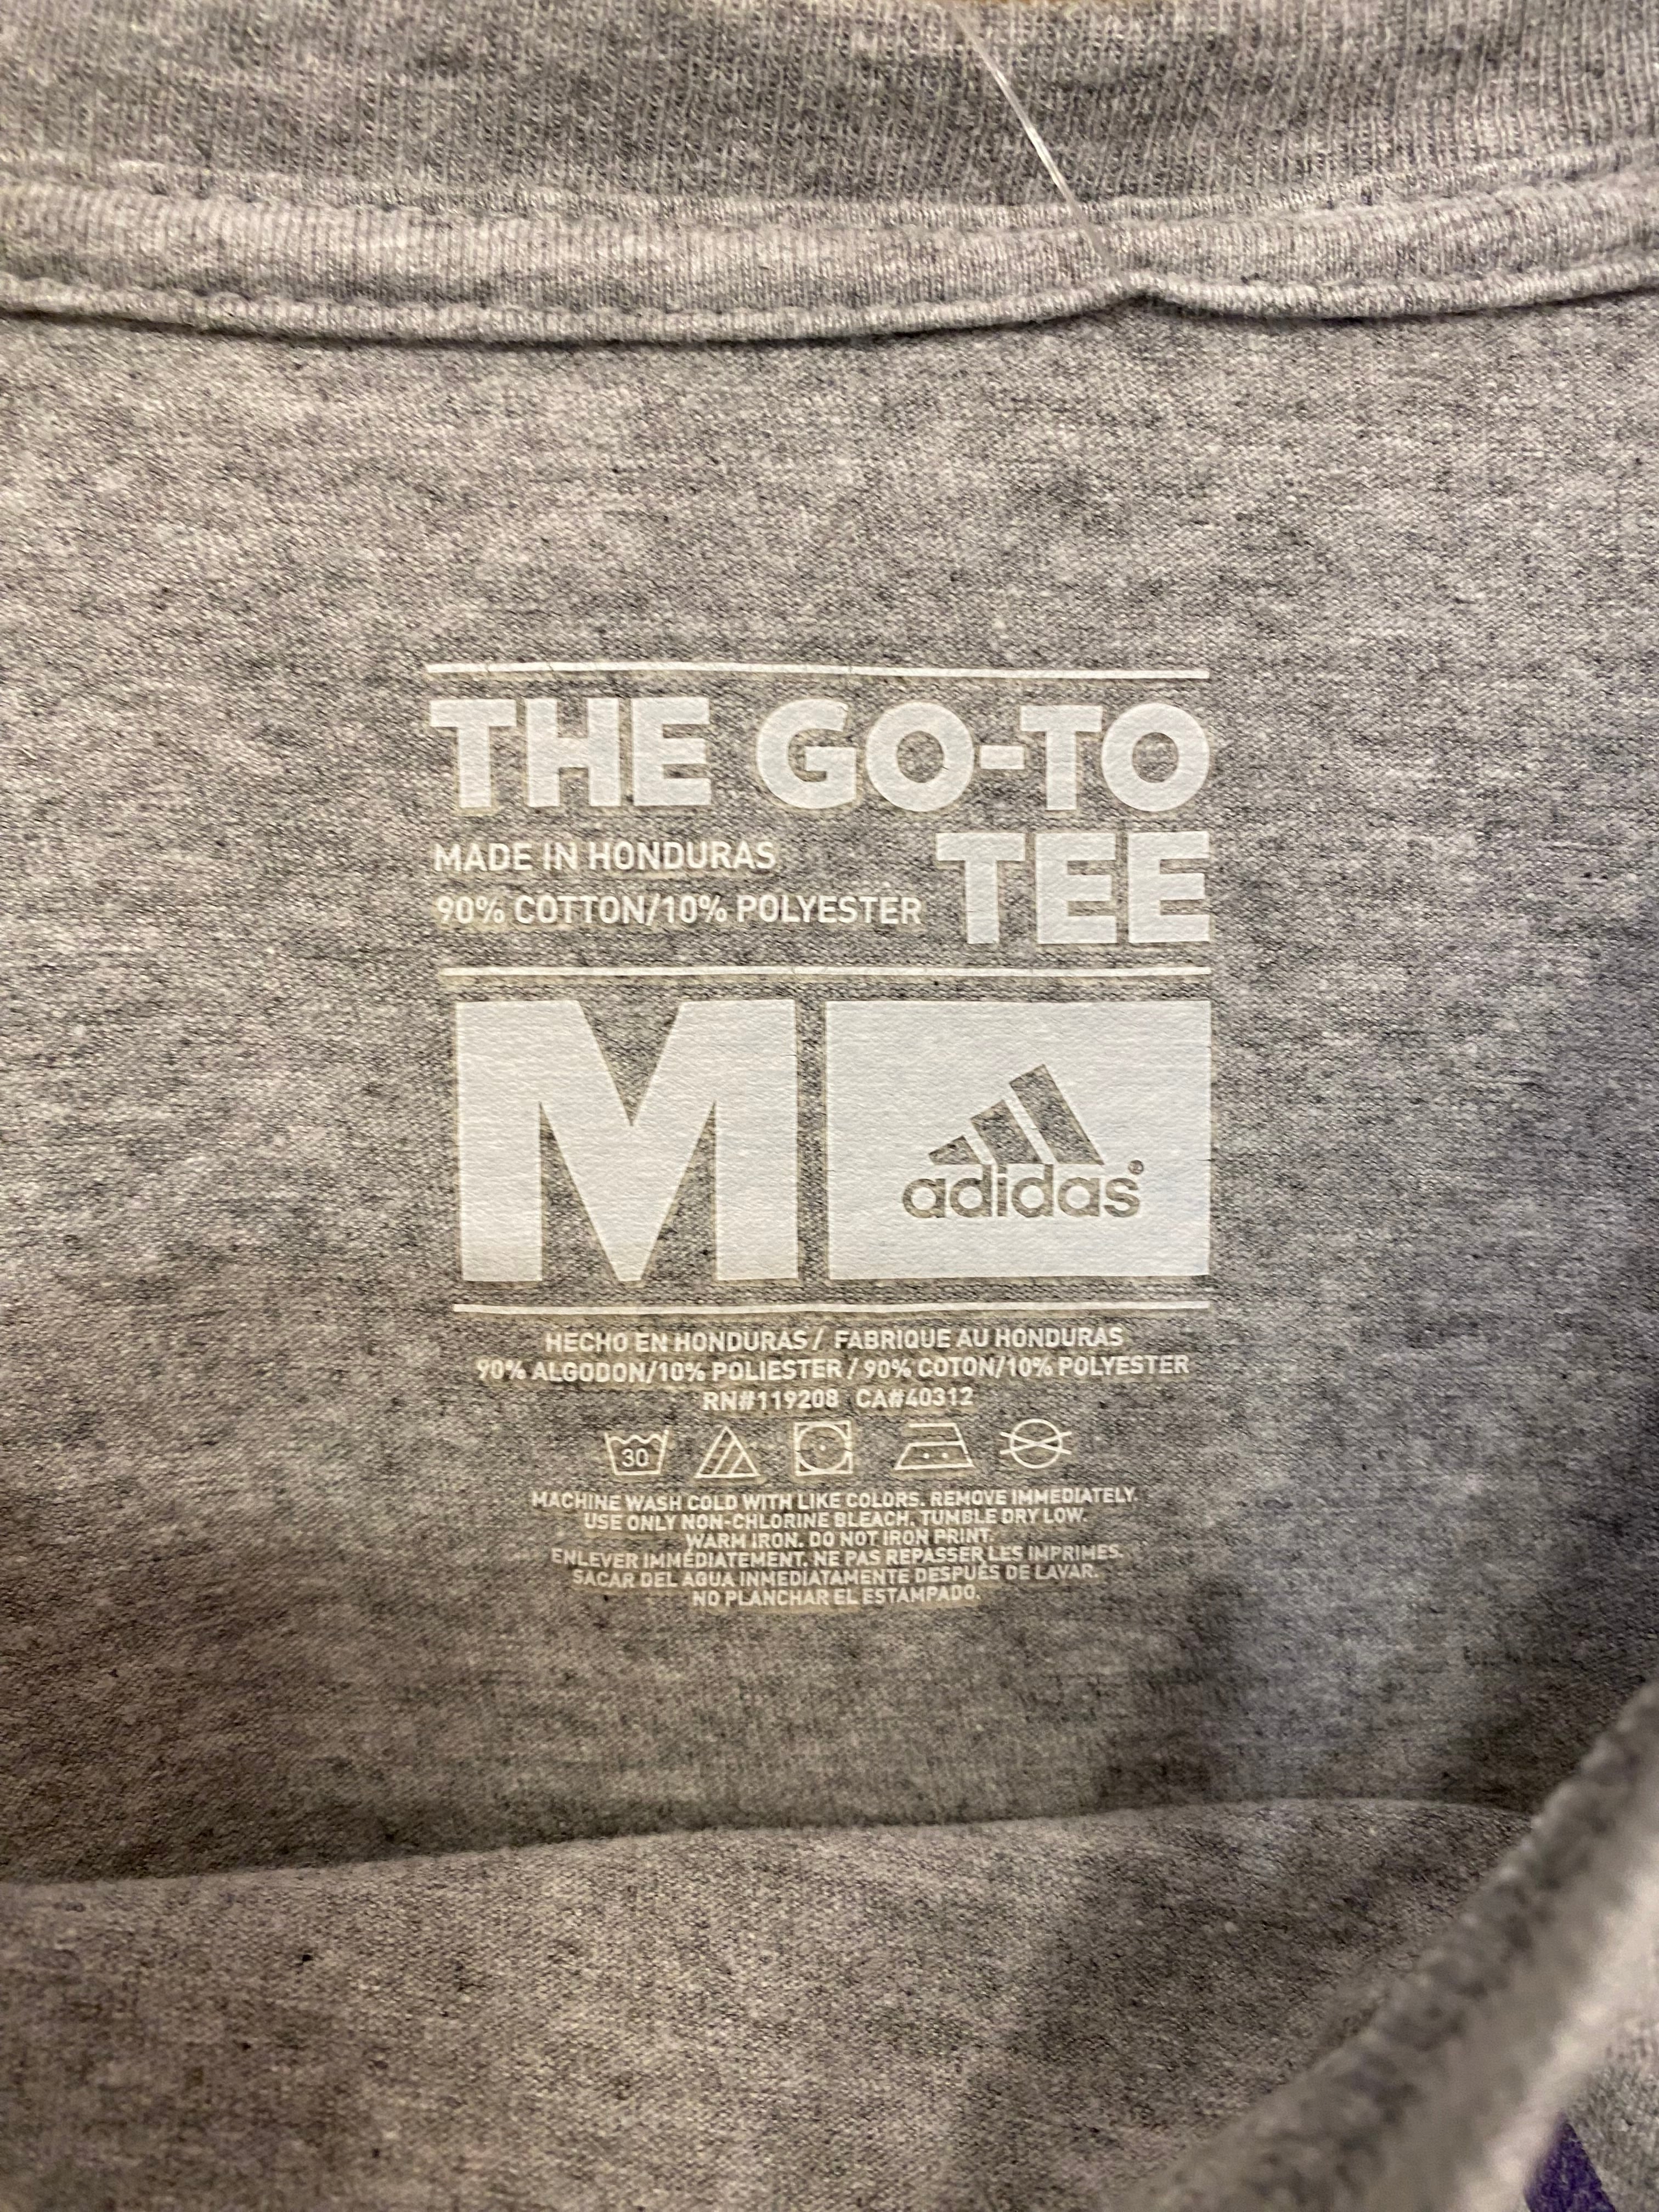 THE GO-TO
TEE
MADE IN HONDURAS
90% COTTON/10% POLYESTER
M
adidas®
HECHO EN HONDURAS / FABRIQUE AU HONDURAS
90% ALGODON/10% POLIESTER / 90% COTON/10% POLYESTER
RN#119208 CA#40312
30
MACHINE WASH COLD WITH LIKE COLORS. REMOVE IMMEDIATELY.
USE ONLY NON-CHLORINE BLEACH. TUMBLE DRY LOW.
WARM IRON. DO NOT IRON PRINT.
ENLEVER IMMÉDIATEMENT. NE PAS REPASSER LES IMPRIMES.
SACAR DEL AGUA INMEDIATAMENTE DESPUÉS DE LAVAR.
NO PLANCHAR EL ESTAMPADO.